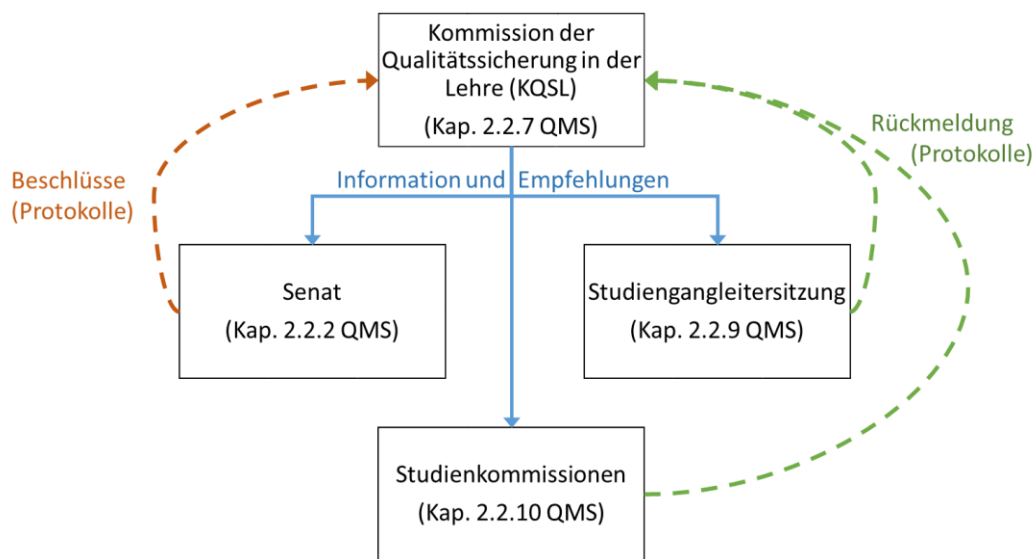 Kommission der
Qualitätssicherung in der
Lehre (KQSL)
(Kap. 2.2.7 QMS)
Rückmeldung
(Protokolle)
Beschlüsse
(Protokolle)
Information und Empfehlungen
Senat
(Kap. 2.2.2 QMS)
Studiengangleitersitzung
(Kap. 2.2.9 QMS)
Studienkommissionen
(Kap. 2.2.10 QMS)